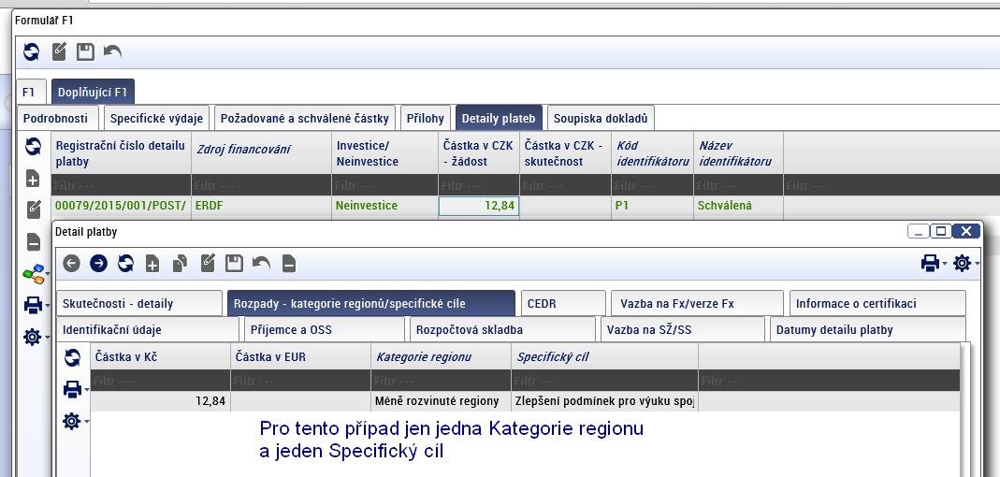 Formulář F1
F1 Doplňující F1
Podrobnosti Specifické výdaje Požadované a schválené částky Přílohy Detaily plateb Soupiska dokladů
Registrační číslo detailu Zdroj financování Investice/ Částka v CZK Částka v CZK - Kód Název
platby Neinvestice - žádost skutečnost identifikátoru identifikátoru
Filtr --- Filtr --- Filtr --- Filtr --- Filtr --- Filtr --- Filtr --- Filtr ---
00079/2015/001/POST/ ERDF Neinvestice 12,84 P1 Schválená
Detail platby
Skutečnosti - detaily Rozpady - kategorie regionů/specifické cíle CEDR Vazba na Fx/verze Fx Informace o certifikaci
Identifikační údaje Příjemce a OSS Rozpočtová skladba Vazba na SŽ/SS Datumy detailu platby
Částka v Kč Částka v EUR Kategorie regionu Specifický cíl
Filtr --- Filtr --- Filtr --- Filtr --- Filtr ---
12,84 Méně rozvinuté regiony Zlepšení podmínek pro výuku spoj
Pro tento případ jen jedna Kategorie regionu
a jeden Specifický cíl